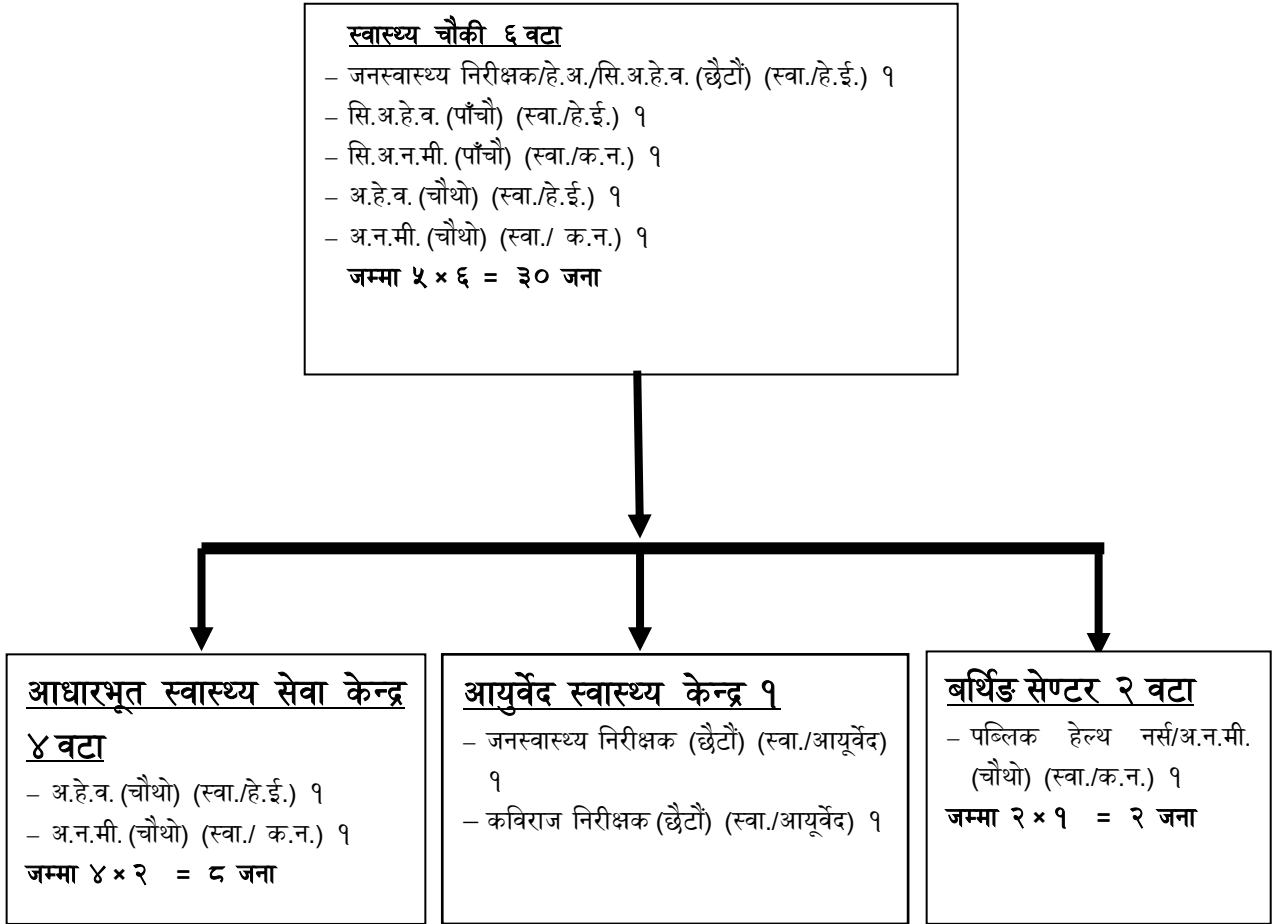 स्वास्थ्य चौकी ६ वटा
– जनस्वास्थ्य निरीक्षक/हे.अ./सि.अ.हे.व. (छैटौं) (स्वा./हे.ई.) १
– सि.अ.हे.व. (पाँचौ) (स्वा./हे.ई.) १
– सि.अ.न.मी. (पाँचौ) (स्वा./क.न.) १
– अ.हे.व. (चौथो) (स्वा./हे.ई.) १
– अ.न.मी. (चौथो) (स्वा./ क.न.) १
जम्मा ५ × ६ = ३० जना
आधारभूत स्वास्थ्य सेवा केन्द्र
४ वटा
– अ.हे.व. (चौथो) (स्वा./हे.ई.) १
– अ.न.मी. (चौथो) (स्वा./ क.न.) १
जम्मा ४ × २ = ८ जना
आयुर्वेद स्वास्थ्य केन्द्र १
– जनस्वास्थ्य निरीक्षक (छैटौं) (स्वा./आयूर्वेद)
१
– कविराज निरीक्षक (छैटौं) (स्वा./आयूर्वेद) १
बर्थिङ सेण्टर २ वटा
– पब्लिक हेल्थ नर्स/अ.न.मी.
(चौथो) (स्वा./क.न.) १
जम्मा २ × १ = २ जना